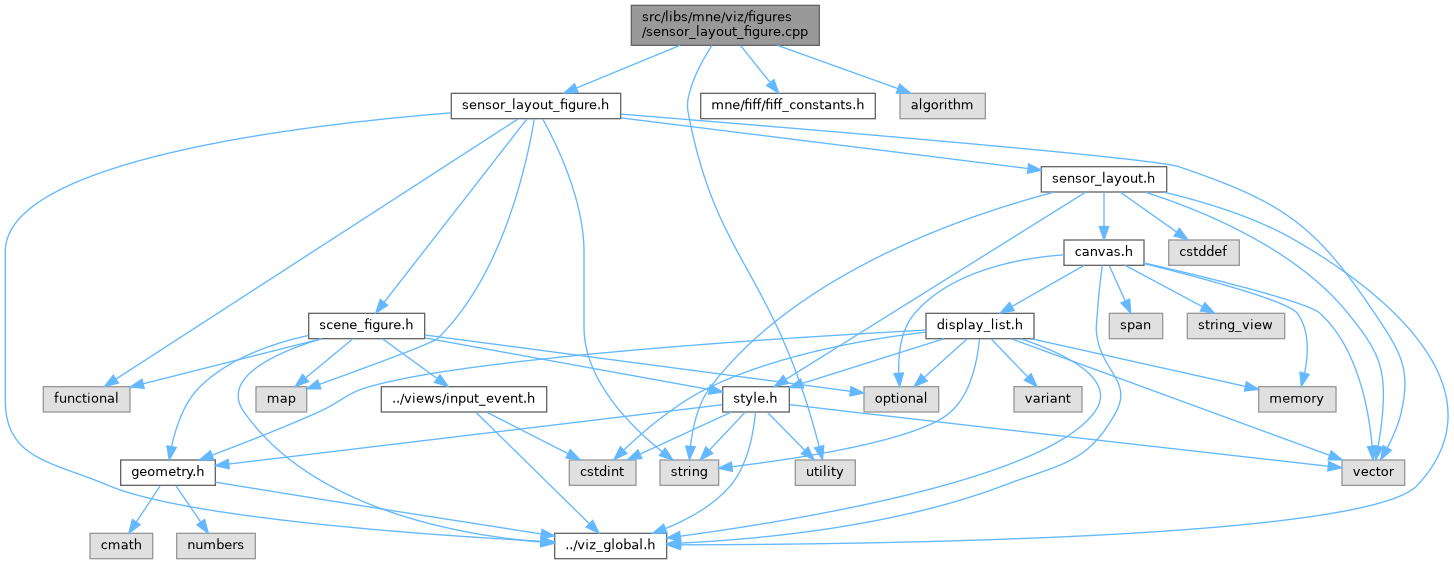 src/libs/mne/viz/figures
/sensor_layout_figure.cpp
sensor_layout_figure.h
mne/fiff/fiff_constants.h
algorithm
sensor_layout.h
canvas.h
cstddef
scene_figure.h
display_list.h
span
string_view
functional
map
../views/input_event.h
style.h
optional
variant
memory
geometry.h
cstdint
string
utility
vector
cmath
numbers
../viz_global.h